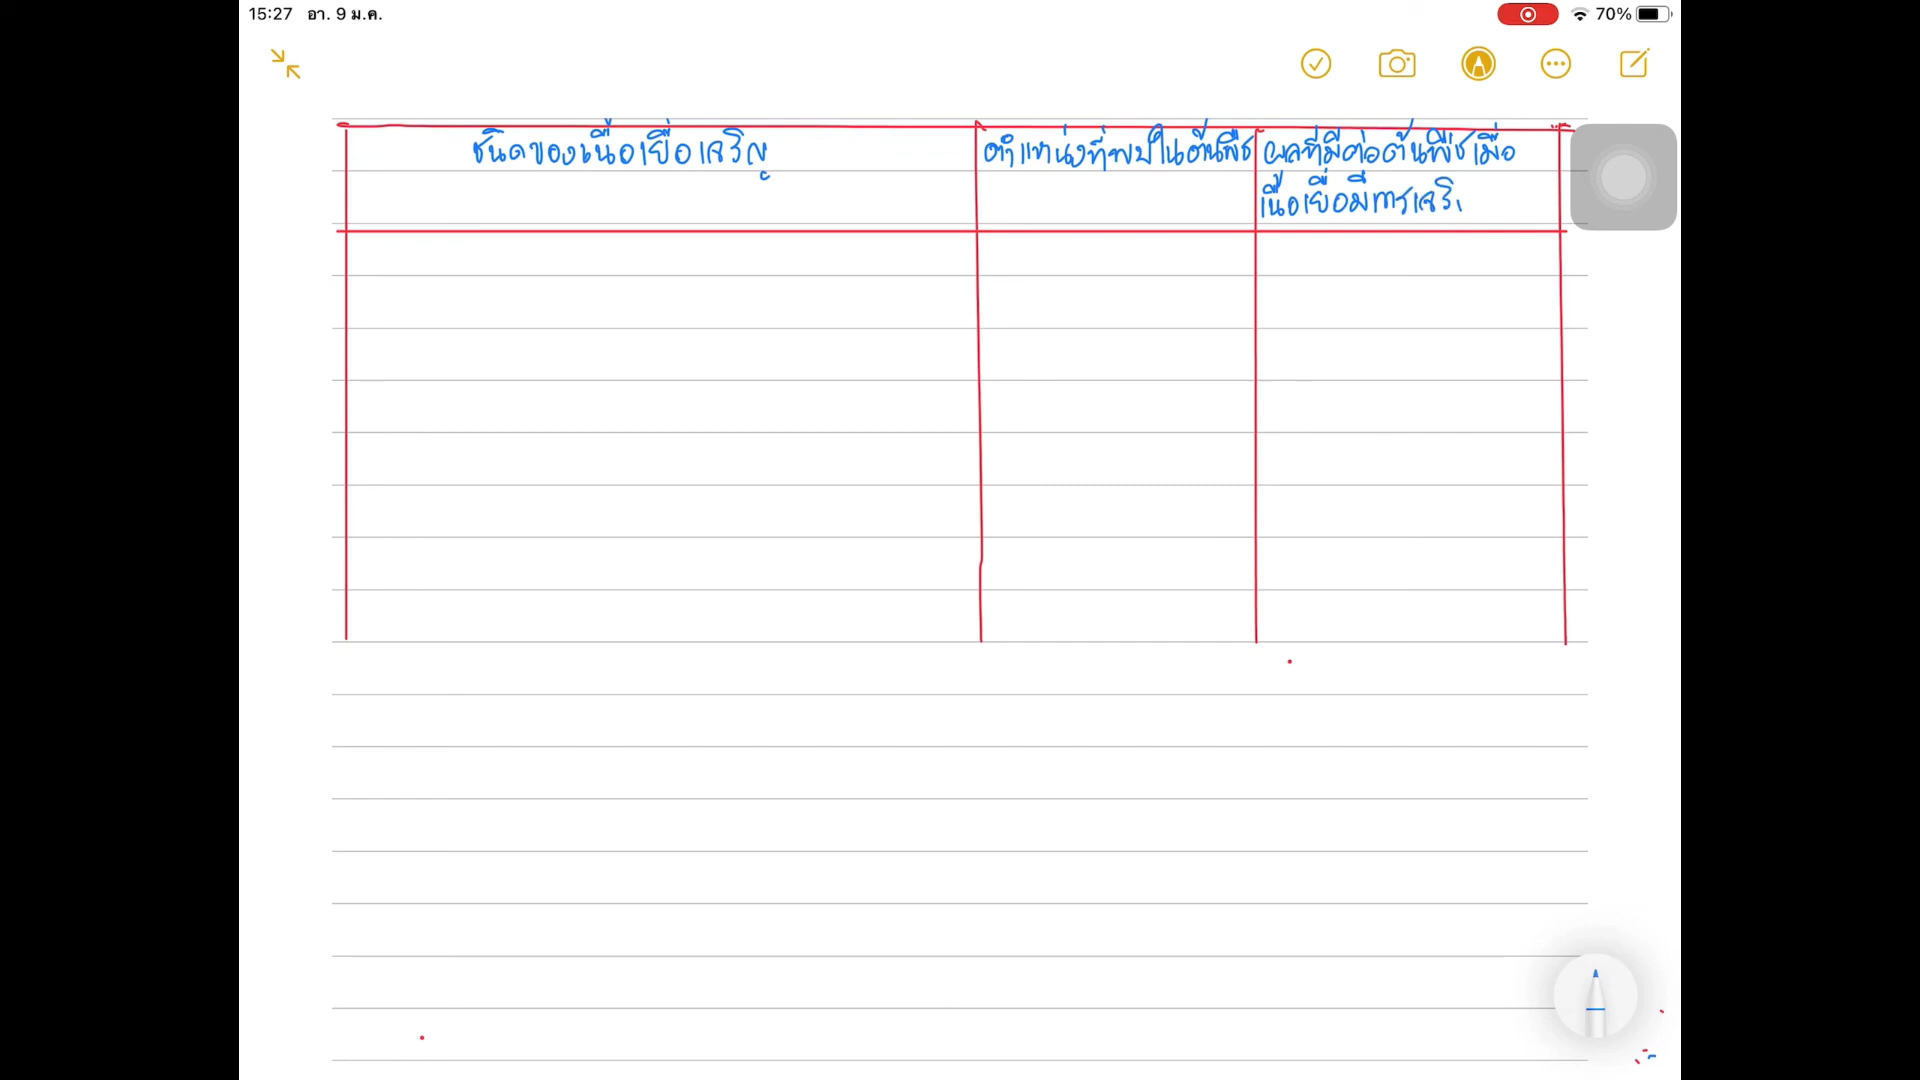 15:27 อา. 9 ม.ค.
70%
ชนิดของเนื้อเยื่อเจริญ
ตำแหน่งที่พบในต้นพืช
ผลที่มีต่อต้นพืชเมื่อ
เนื้อเยื่อมีการเจริ